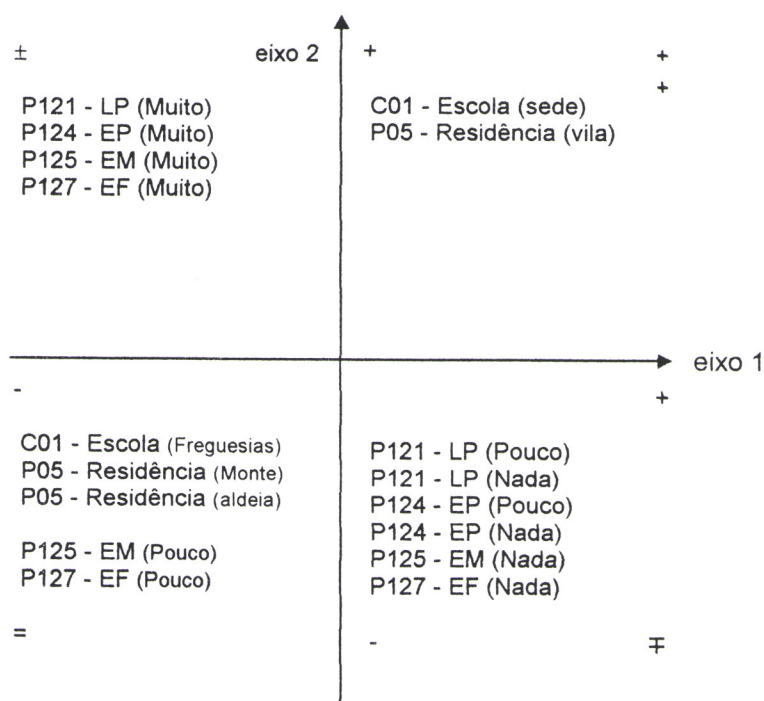 ± eixo 2 + +
+
P121 - LP (Muito)
P124 - EP (Muito)
P125 - EM (Muito)
P127 - EF (Muito)
C01 - Escola (sede)
P05 - Residência (vila)
eixo 1
- +
C01 - Escola (Freguesias)
P05 - Residência (Monte)
P05 - Residência (aldeia)
P125 - EM (Pouco)
P127 - EF (Pouco)
P121 - LP (Pouco)
P121 - LP (Nada)
P124 - EP (Pouco)
P124 - EP (Nada)
P125 - EM (Nada)
P127 - EF (Nada)
= - ∓